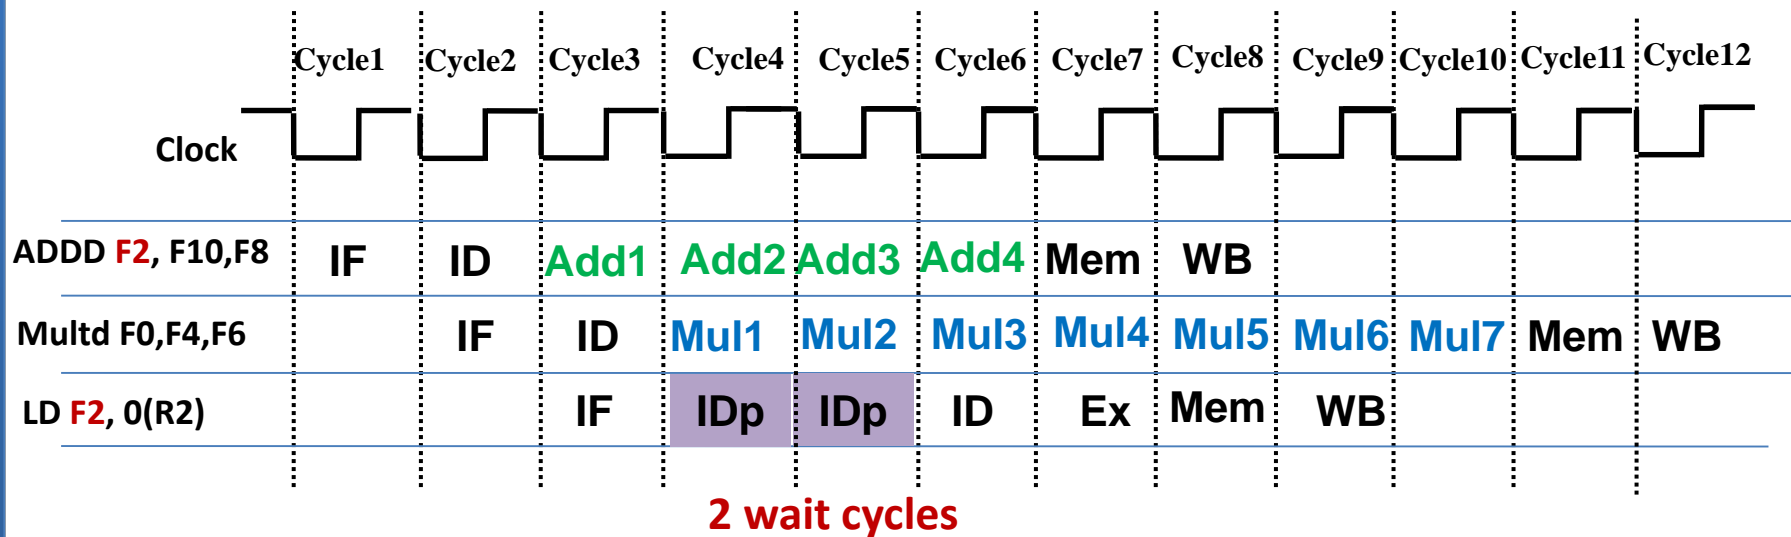 Cycle1 Cycle2 Cycle3 Cycle4 Cycle5 Cycle6 Cycle7 Cycle8 Cycle9 Cycle10 Cycle11 Cycle12
Clock
ADDD F2, F10,F8 IF ID Add1 Add2 Add3 Add4 Mem WB
Multd F0,F4,F6 IF ID Mul1 Mul2 Mul3 Mul4 Mul5 Mul6 Mul7 Mem WB
LD F2, 0(R2) IF IDp IDp ID Ex Mem WB
2 wait cycles